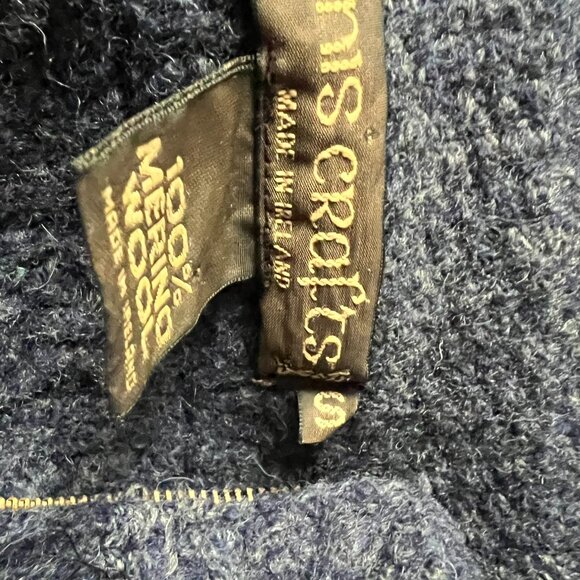 nis crafts
MADE IN IRELAND
100%
MERINO
WOOL
MADE IN IRELAND
S